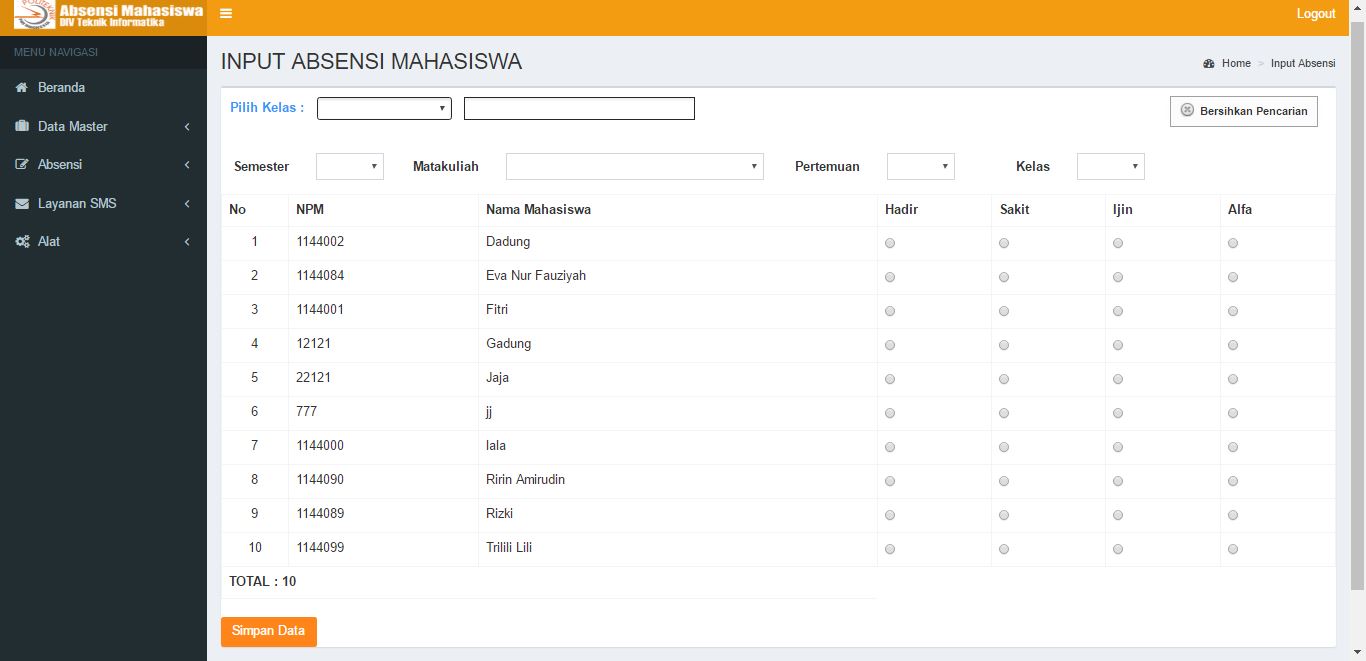 Absensi Mahasiswa
DIV Teknik Informatika
Logout
MENU NAVIGASI
Beranda
Data Master
Absensi
Layanan SMS
Alat
INPUT ABSENSI MAHASISWA
Home > Input Absensi
Pilih Kelas :
Bersihkan Pencarian
Semester Matakuliah Pertemuan Kelas
No NPM Nama Mahasiswa Hadir Sakit Ijin Alfa
1 1144002 Dadung
2 1144084 Eva Nur Fauziyah
3 1144001 Fitri
4 12121 Gadung
5 22121 Jaja
6 777 jj
7 1144000 lala
8 1144090 Ririn Amirudin
9 1144089 Rizki
10 1144099 Trilili Lili
TOTAL : 10
Simpan Data